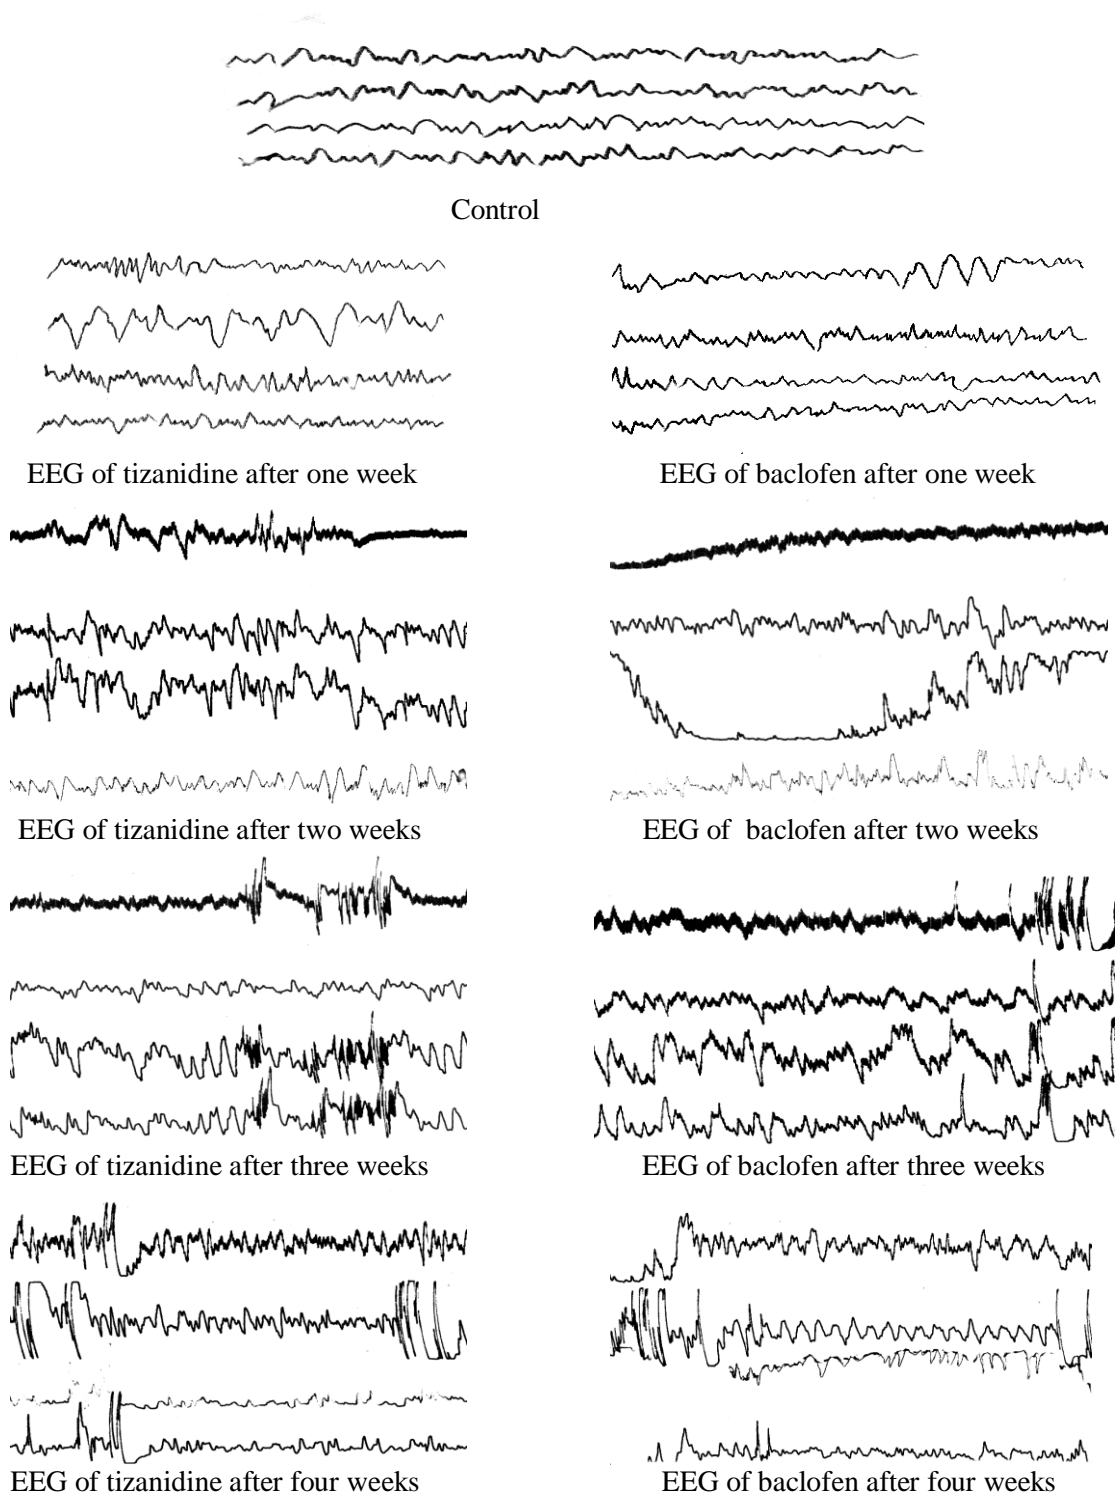 Control
EEG of tizanidine after one week
EEG of baclofen after one week
EEG of tizanidine after two weeks
EEG of  baclofen after two weeks
EEG of tizanidine after three weeks
EEG of baclofen after three weeks
EEG of tizanidine after four weeks
EEG of baclofen after four weeks